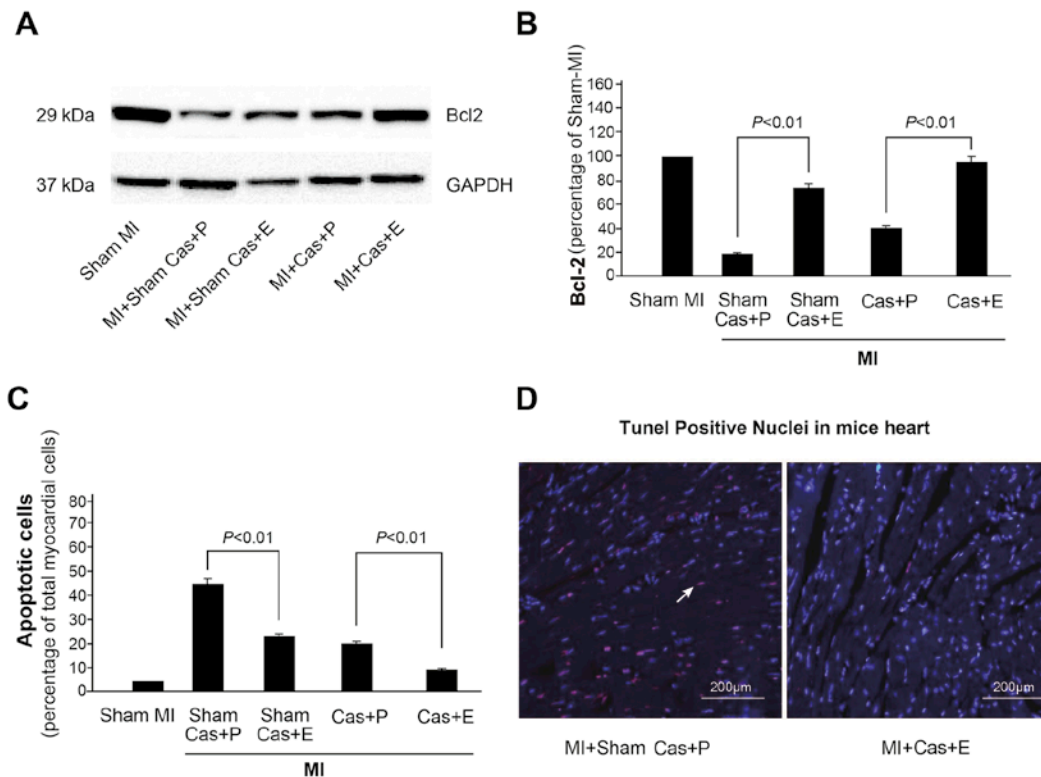 A
29 kDa
Bcl2
37 kDa
GAPDH
Sham MI
MI+Sham Cas+P
MI+Sham Cas+E
MI+Cas+P
MI+Cas+E
B
Bcl-2 (percentage of Sham-MI)
160
140
120
100
80
60
40
20
0
P<0.01
P<0.01
Sham MI
Sham
Cas+P
Sham
Cas+E
Cas+P
Cas+E
MI
C
Apoptotic cells
(percentage of total myocardial cells)
80
70
60
50
40
30
20
10
0
P<0.01
P<0.01
Sham MI
Sham
Cas+P
Sham
Cas+E
Cas+P
Cas+E
MI
D
Tunel Positive Nuclei in mice heart
200µm
200µm
MI+Sham Cas+P
MI+Cas+E